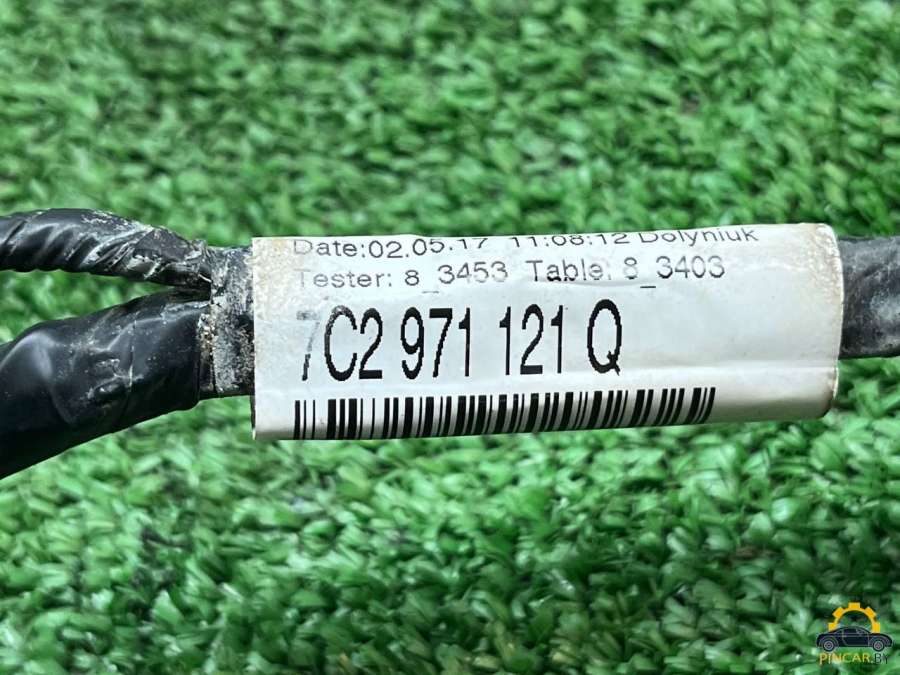 Date:02.05.17 11:08:12 Dolyniuk
Tester: 8_3453 Table: 8_3403
7C2 971 121 Q
PINCAR.BY